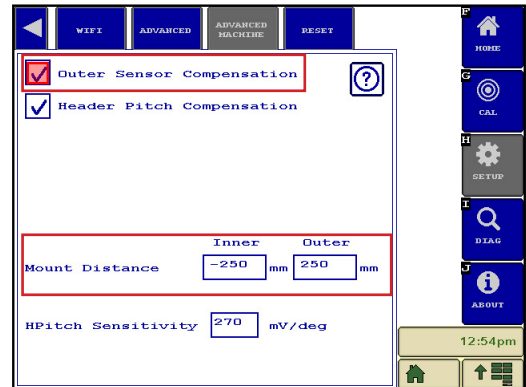 WIFI
ADVANCED
ADVANCED
MACHINE
RESET
Outer Sensor Compensation
?
Header Pitch Compensation
Inner Outer
Mount Distance -250 mm 250 mm
HPitch Sensitivity 270 mV/deg
F
HOME
G
CAL
H
SETUP
I
DIAG
J
i
ABOUT
12:54pm